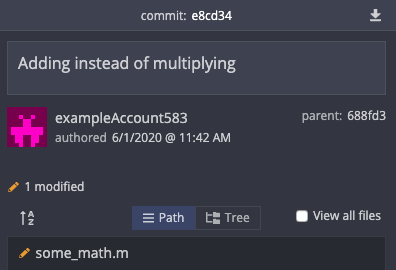 commit: e8cd34
Adding instead of multiplying
exampleAccount583
parent: 688fd3
authored 6/1/2020 @ 11:42 AM
1 modified
A
Z
Path
Tree
View all files
some_math.m